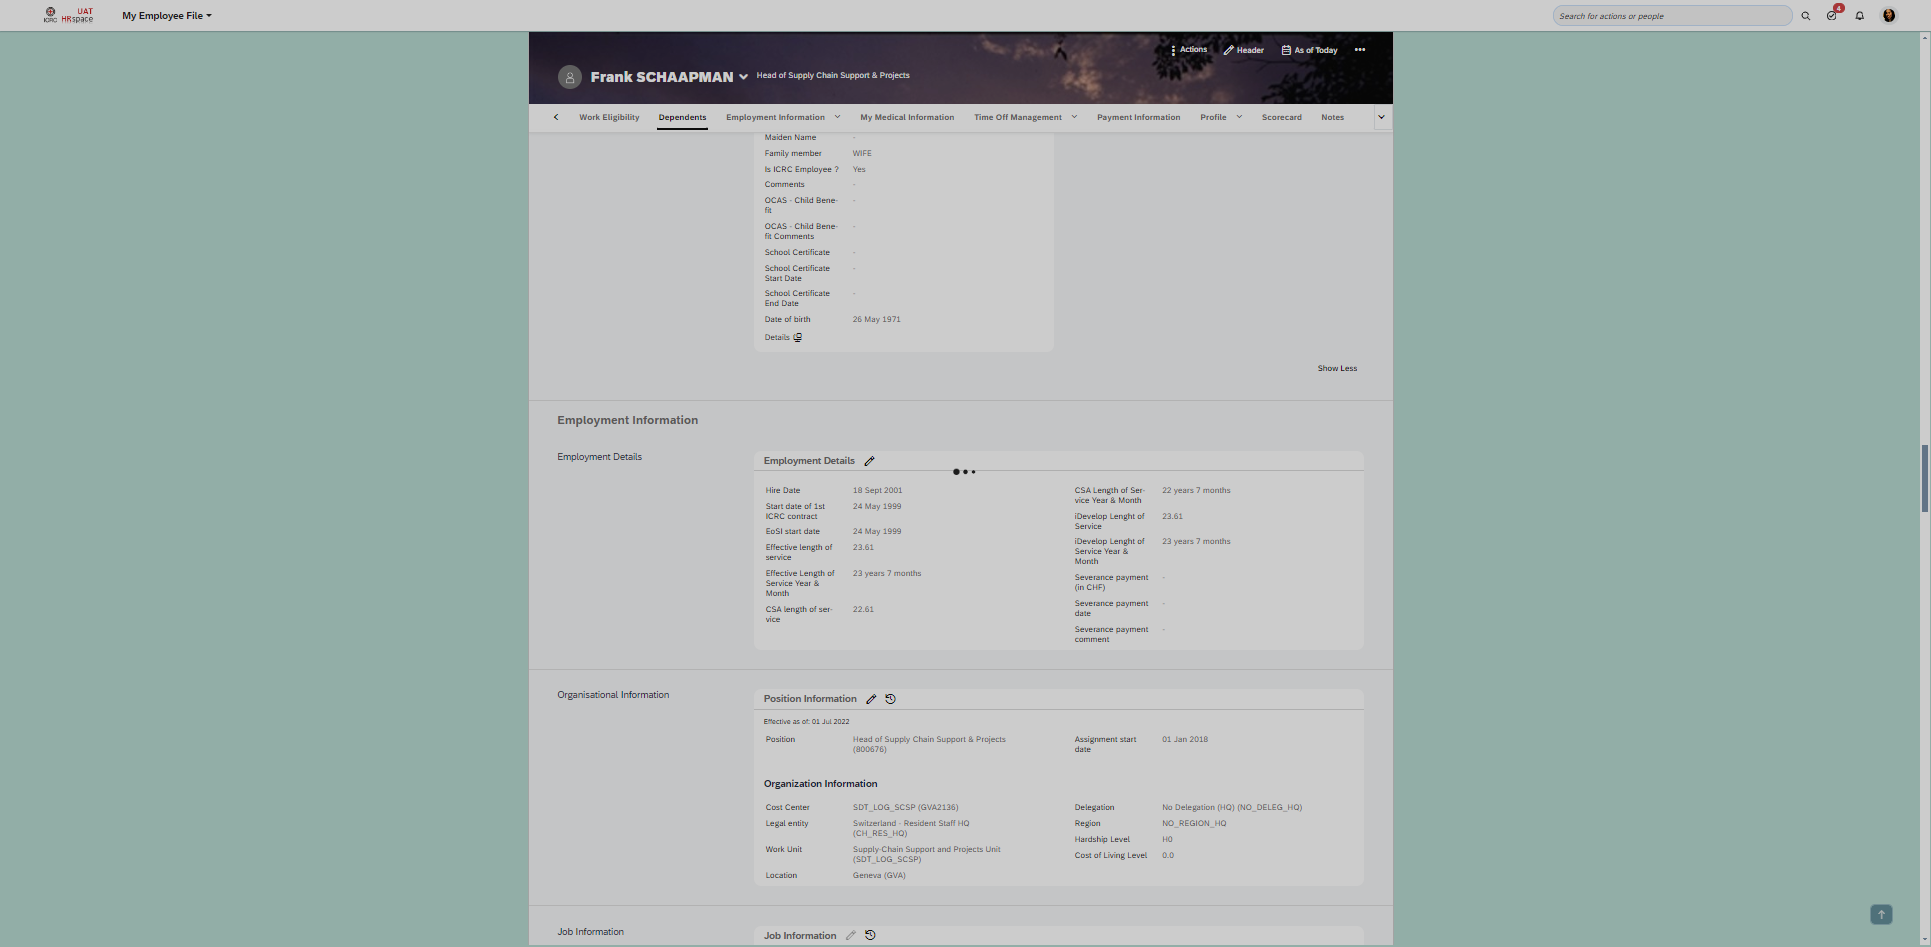 UAT
ICRC HRspace
My Employee File
Search for actions or people
4
Actions
Header
As of Today
Frank SCHAAPMAN
Head of Supply Chain Support & Projects
Work Eligibility
Dependents
Employment Information
My Medical Information
Time Off Management
Payment Information
Profile
Scorecard
Notes
Maiden Name -
Family member WIFE
Is ICRC Employee ? Yes
Comments -
OCAS - Child Bene- -
fit
OCAS - Child Bene- -
fit Comments
School Certificate -
School Certificate -
Start Date
School Certificate -
End Date
Date of birth 26 May 1971
Details
Show Less
Employment Information
Employment Details
Employment Details
Hire Date 18 Sept 2001
Start date of 1st 24 May 1999
ICRC contract
EoSI start date 24 May 1999
Effective length of 23.61
service
Effective Length of 23 years 7 months
Service Year &
Month
CSA length of ser- 22.61
vice
CSA Length of Ser- 22 years 7 months
vice Year & Month
iDevelop Lenght of 23.61
Service
iDevelop Lenght of 23 years 7 months
Service Year &
Month
Severance payment -
(in CHF)
Severance payment -
date
Severance payment -
comment
Organisational Information
Position Information
Effective as of: 01 Jul 2022
Position Head of Supply Chain Support & Projects
(800676)
Assignment start 01 Jan 2018
date
Organization Information
Cost Center SDT_LOG_SCSP (GVA2136)
Legal entity Switzerland - Resident Staff HQ
(CH_RES_HQ)
Work Unit Supply-Chain Support and Projects Unit
(SDT_LOG_SCSP)
Location Geneva (GVA)
Delegation No Delegation (HQ) (NO_DELEG_HQ)
Region NO_REGION_HQ
Hardship Level H0
Cost of Living Level 0.0
Job Information
Job Information